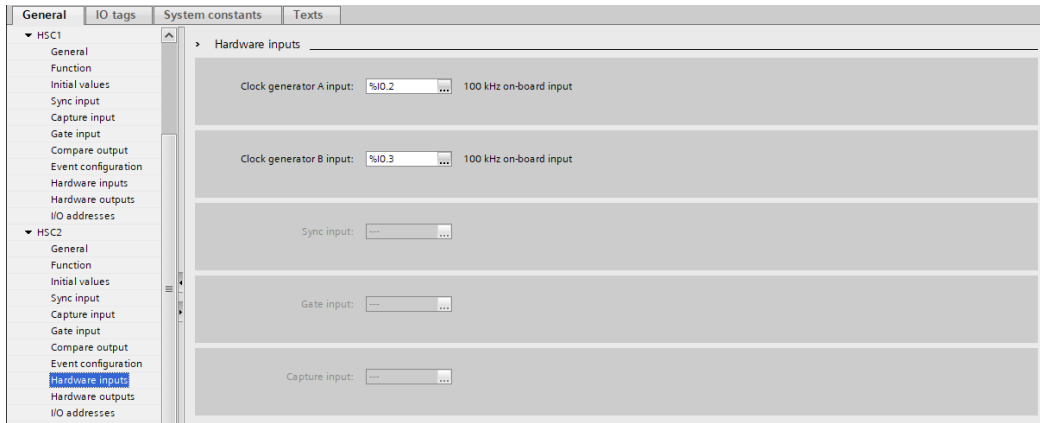 General IO tags System constants Texts
HSC1
General
Function
Initial values
Sync input
Capture input
Gate input
Compare output
Event configuration
Hardware inputs
Hardware outputs
I/O addresses
HSC2
General
Function
Initial values
Sync input
Capture input
Gate input
Compare output
Event configuration
Hardware inputs
Hardware outputs
I/O addresses
Hardware inputs
Clock generator A input: %I0.2 ... 100 kHz on-board input
Clock generator B input: %I0.3 ... 100 kHz on-board input
Sync input: --- ...
Gate input: --- ...
Capture input: --- ...